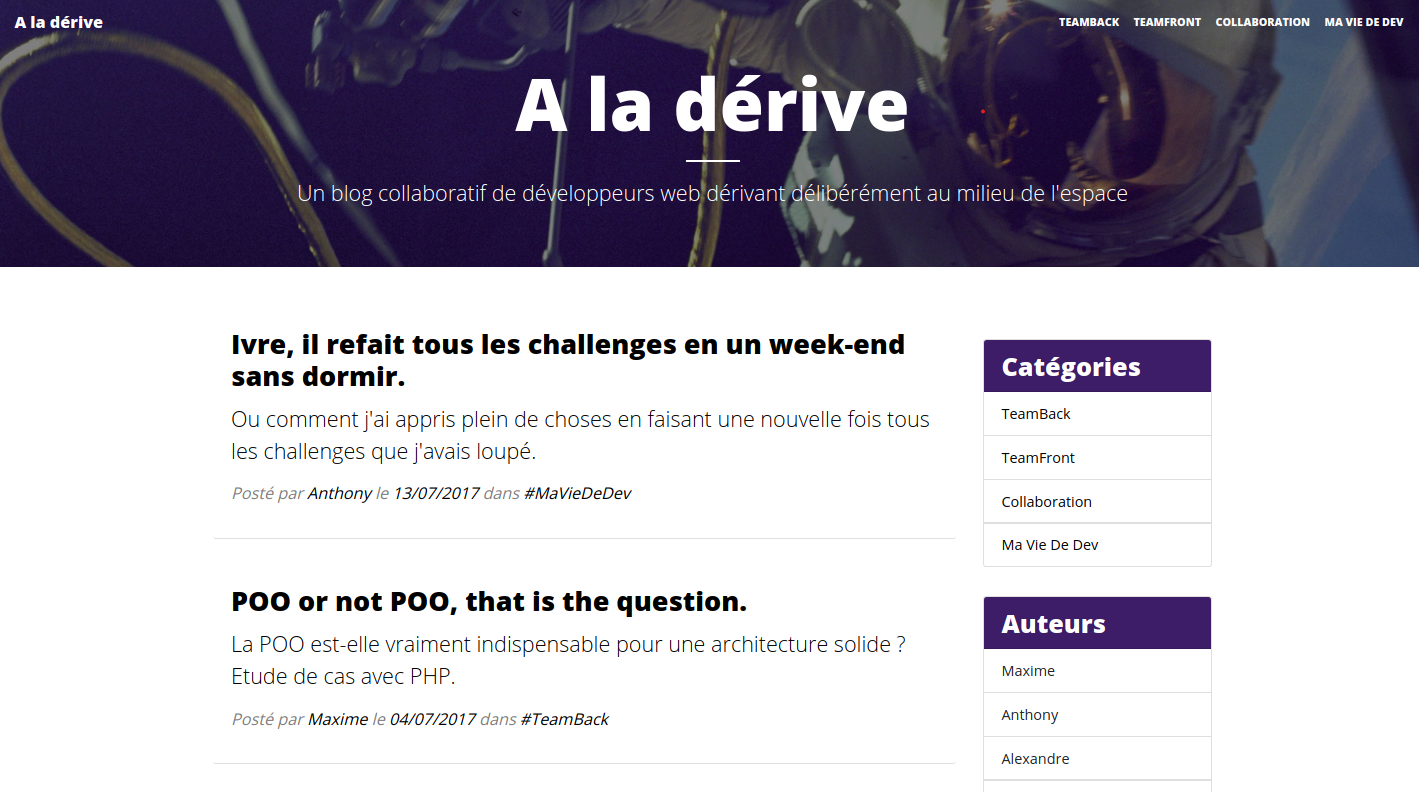 A la dérive
TEAMBACK TEAMFRONT COLLABORATION MA VIE DE DEV
A la dérive
Un blog collaboratif de développeurs web dérivant délibérément au milieu de l'espace
Ivre, il refait tous les challenges en un week-end
sans dormir.
Ou comment j'ai appris plein de choses en faisant une nouvelle fois tous
les challenges que j'avais loupé.
Posté par Anthony le 13/07/2017 dans #MaVieDeDev
POO or not POO, that is the question.
La POO est-elle vraiment indispensable pour une architecture solide ?
Etude de cas avec PHP.
Posté par Maxime le 04/07/2017 dans #TeamBack
Catégories
TeamBack
TeamFront
Collaboration
Ma Vie De Dev
Auteurs
Maxime
Anthony
Alexandre